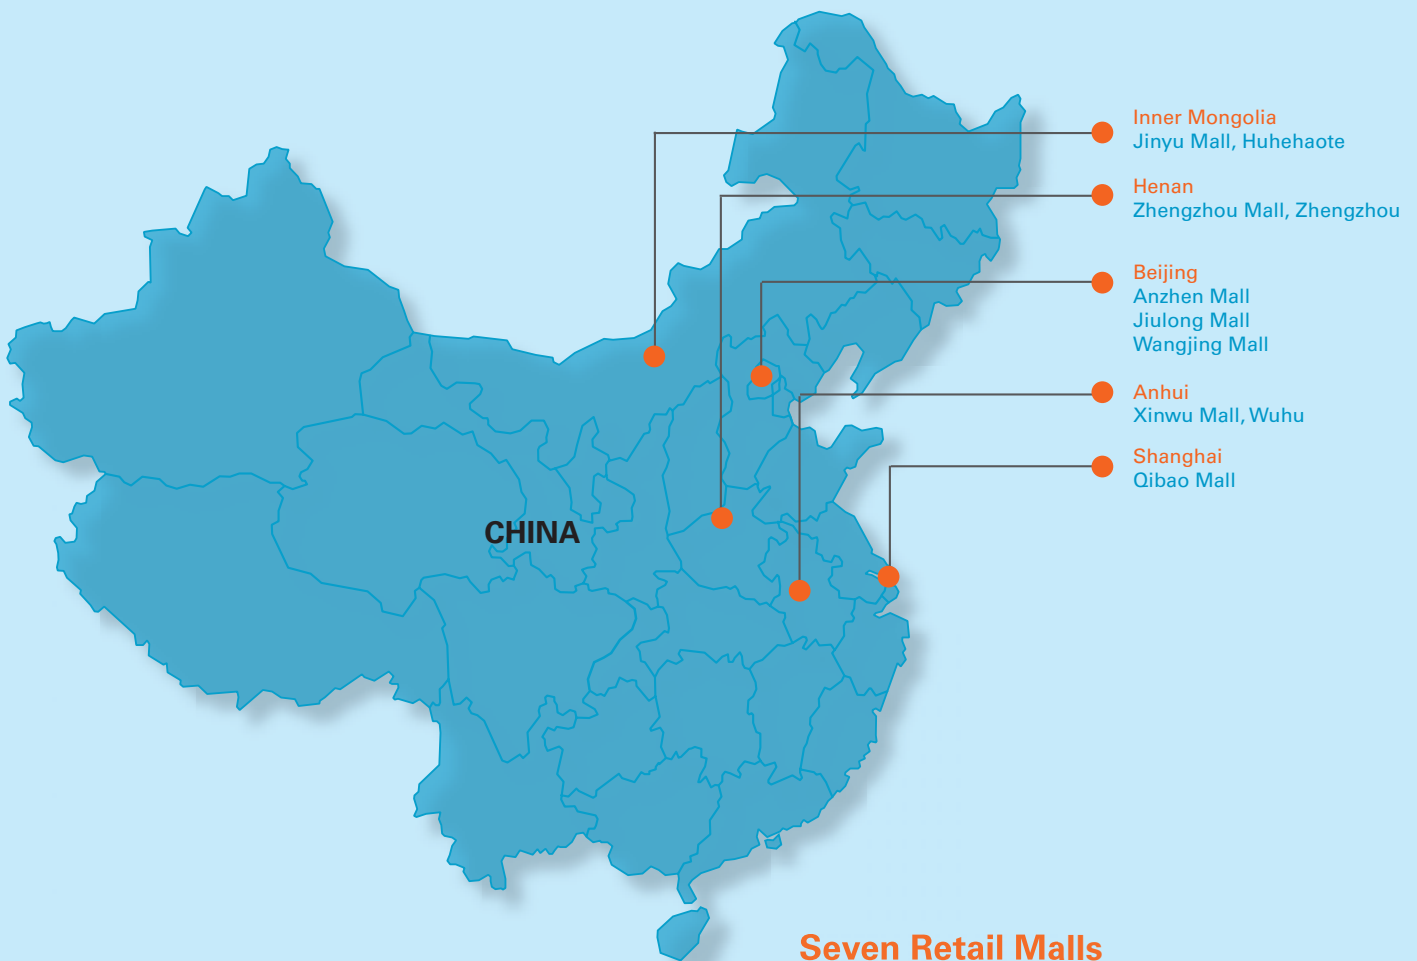 Inner Mongolia
Jinyu Mall, Huhehaote
Henan
Zhengzhou Mall, Zhengzhou
Beijing
Anzhen Mall
Jiulong Mall
Wangjing Mall
Anhui
Xinwu Mall, Wuhu
Shanghai
Qibao Mall
CHINA
Seven Retail Malls